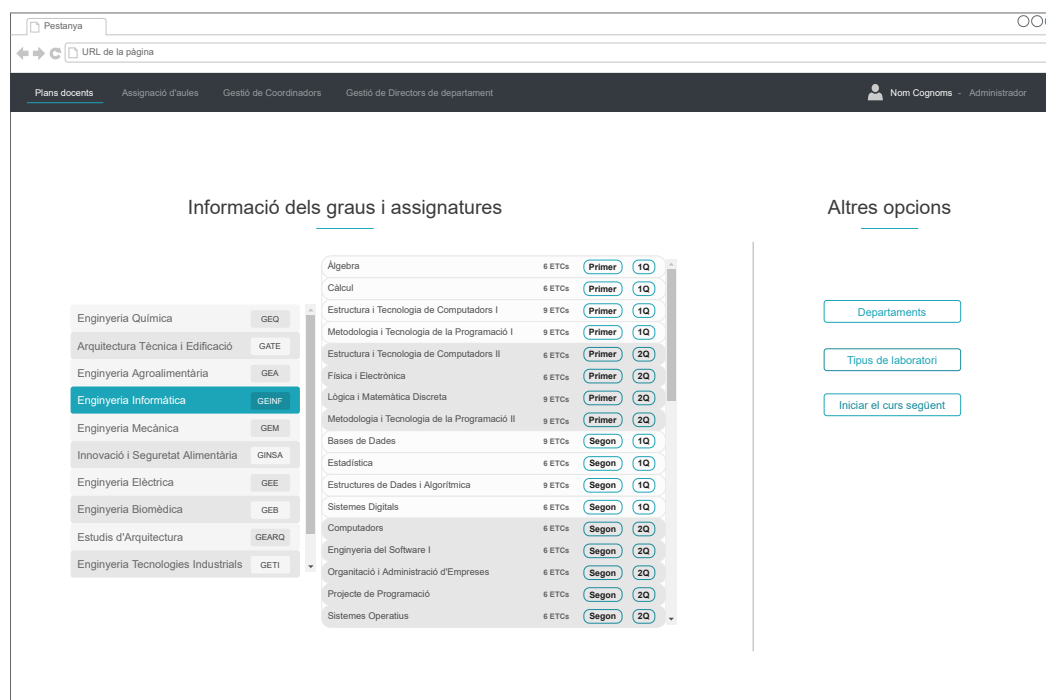 Pestanya
URL de la pàgina
Plans docents Assignació d'aules Gestió de Coordinadors Gestió de Directors de departament Nom Cognoms - Administrador
Informació dels graus i assignatures
Altres opcions
Enginyeria Química GEQ
Arquitectura Tècnica i Edificació GATE
Enginyeria Agroalimentària GEA
Enginyeria Informàtica GEINF
Enginyeria Mecànica GEM
Innovació i Seguretat Alimentària GINSA
Enginyeria Elèctrica GEE
Enginyeria Biomèdica GEB
Estudis d'Arquitectura GEARQ
Enginyeria Tecnologies Industrials GETI
Àlgebra 6 ETCs Primer 1Q
Càlcul 6 ETCs Primer 1Q
Estructura i Tecnologia de Computadors I 9 ETCs Primer 1Q
Metodologia i Tecnologia de la Programació I 9 ETCs Primer 1Q
Estructura i Tecnologia de Computadors II 6 ETCs Primer 2Q
Física i Electrònica 6 ETCs Primer 2Q
Lògica i Matemàtica Discreta 9 ETCs Primer 2Q
Metodologia i Tecnologia de la Programació II 9 ETCs Primer 2Q
Bases de Dades 9 ETCs Segon 1Q
Estadística 6 ETCs Segon 1Q
Estructures de Dades i Algorítmica 9 ETCs Segon 1Q
Sistemes Digitals 6 ETCs Segon 1Q
Computadors 6 ETCs Segon 2Q
Enginyeria del Software I 6 ETCs Segon 2Q
Organitació i Administració d'Empreses 6 ETCs Segon 2Q
Projecte de Programació 6 ETCs Segon 2Q
Sistemes Operatius 6 ETCs Segon 2Q
Departaments
Tipus de laboratori
Iniciar el curs següent